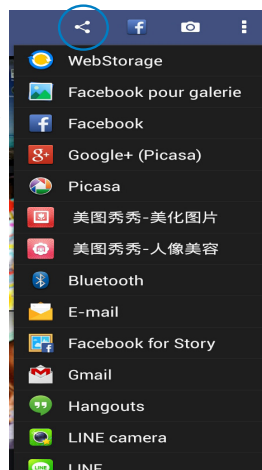 WebStorage
Facebook pour galerie
Facebook
Google+ (Picasa)
Picasa
美图秀秀-美化图片
美图秀秀-人像美容
Bluetooth
E-mail
Facebook for Story
Gmail
Hangouts
LINE camera
LINE